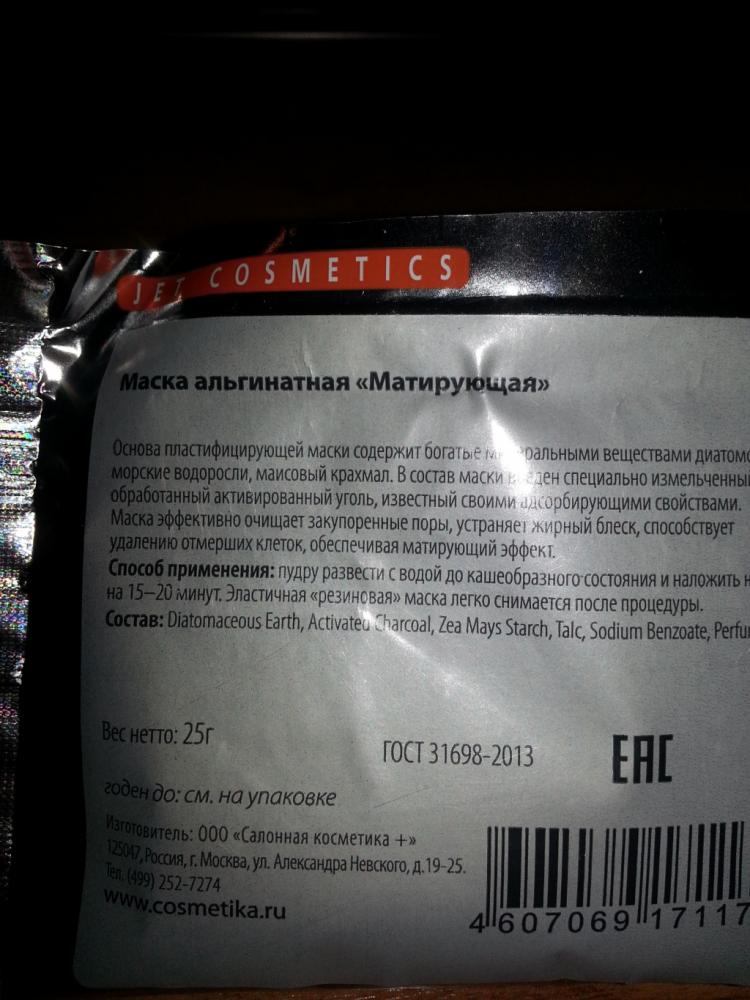 JET COSMETICS
Маска альгинатная «Матирующая»
Основа пластифицирующей маски содержит богатые минеральными веществами диатомо
морские водоросли, маисовый крахмал. В состав маски введен специально измельченный
обработанный активированный уголь, известный своими адсорбирующими свойствами.
Маска эффективно очищает закупоренные поры, устраняет жирный блеск, способствует
удалению отмерших клеток, обеспечивая матирующий эффект.
Способ применения: пудру развести с водой до кашеобразного состояния и наложить н
на 15–20 минут. Эластичная «резиновая» маска легко снимается после процедуры.
Состав: Diatomaceous Earth, Activated Charcoal, Zea Mays Starch, Talc, Sodium Benzoate, Perfu
Вес нетто: 25г
ГОСТ 31698-2013
EAC
годен до: см. на упаковке
Изготовитель: ООО «Салонная косметика +»
125047, Россия, г. Москва, ул. Александра Невского, д.19-25.
Тел. (499) 252-7274
www.cosmetika.ru
4 607069 17117